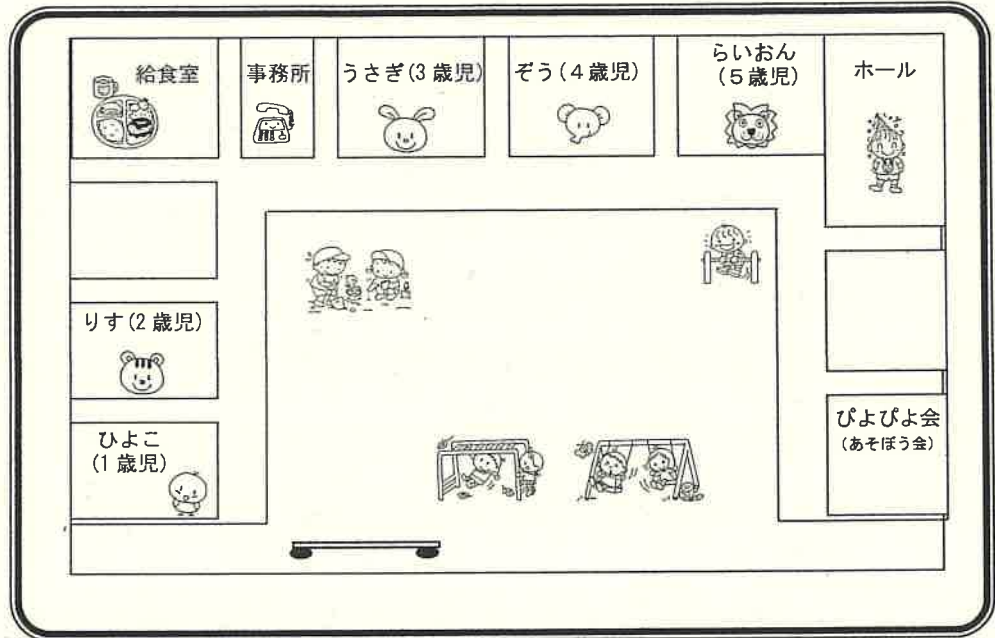 給食室
事務所
うさぎ(3歳児)
ぞう(4歳児)
らいおん
(5歳児)
ホール
りす(2歳児)
ひよこ
(1歳児)
ぴよぴよ会
(あそぼう会)